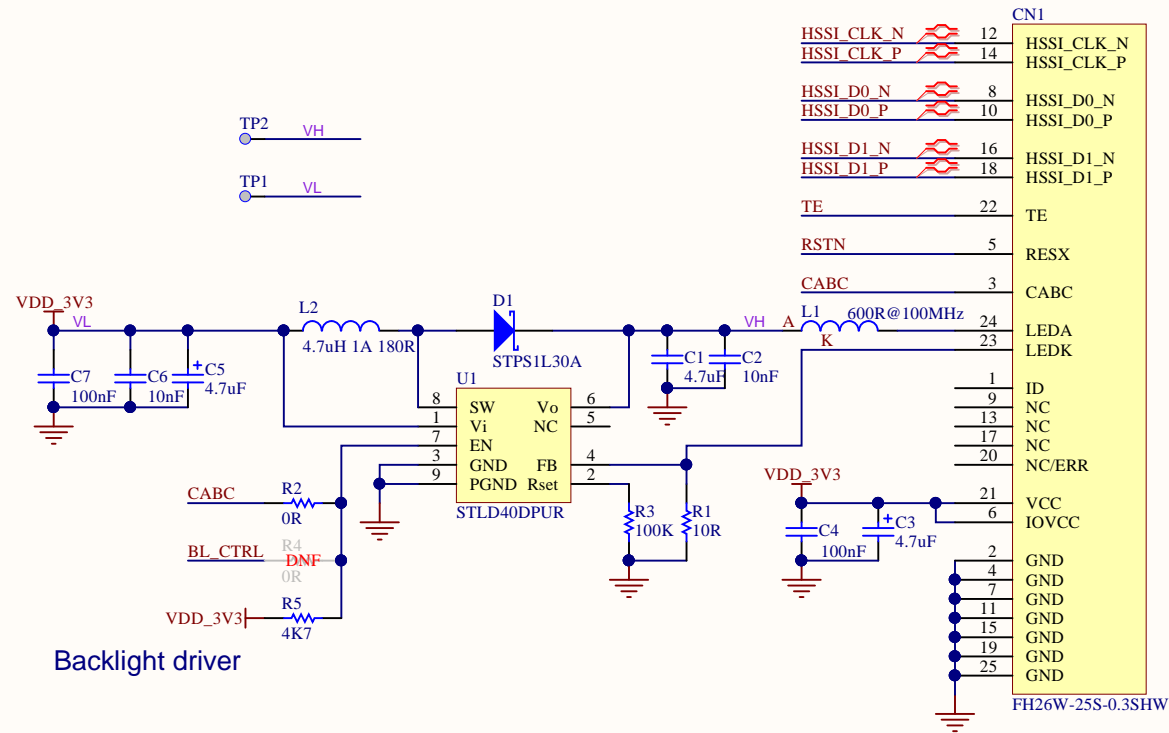 CN1
HSSI_CLK_N 12 HSSI_CLK_N
HSSI_CLK_P 14 HSSI_CLK_P
HSSI_D0_N 8 HSSI_D0_N
HSSI_D0_P 10 HSSI_D0_P
HSSI_D1_N 16 HSSI_D1_N
HSSI_D1_P 18 HSSI_D1_P
TE 22 TE
RSTN 5 RESX
CABC 3 CABC
24 LEDA
23 LEDK
1 ID
9 NC
13 NC
17 NC
20 NC/ERR
21 VCC
6 IOVCC
2 GND
4 GND
7 GND
11 GND
15 GND
19 GND
25 GND
FH26W-25S-0.3SHW
TP2 VH
TP1 VL
VDD_3V3
VL
L2
4.7uH 1A 180R
D1
STPS1L30A
VH A
L1
600R@100MHz
K
C7
100nF
C6
10nF
C5
4.7uF
C1
4.7uF
C2
10nF
U1
8 SW Vo 6
1 Vi NC 5
7 EN
3 GND FB 4
9 PGND Rset 2
STLD40DPUR
CABC
R2
0R
BL_CTRL
R4
DNF
0R
VDD_3V3
R5
4K7
R3
100K
R1
10R
VDD_3V3
C4
100nF
C3
4.7uF
Backlight driver